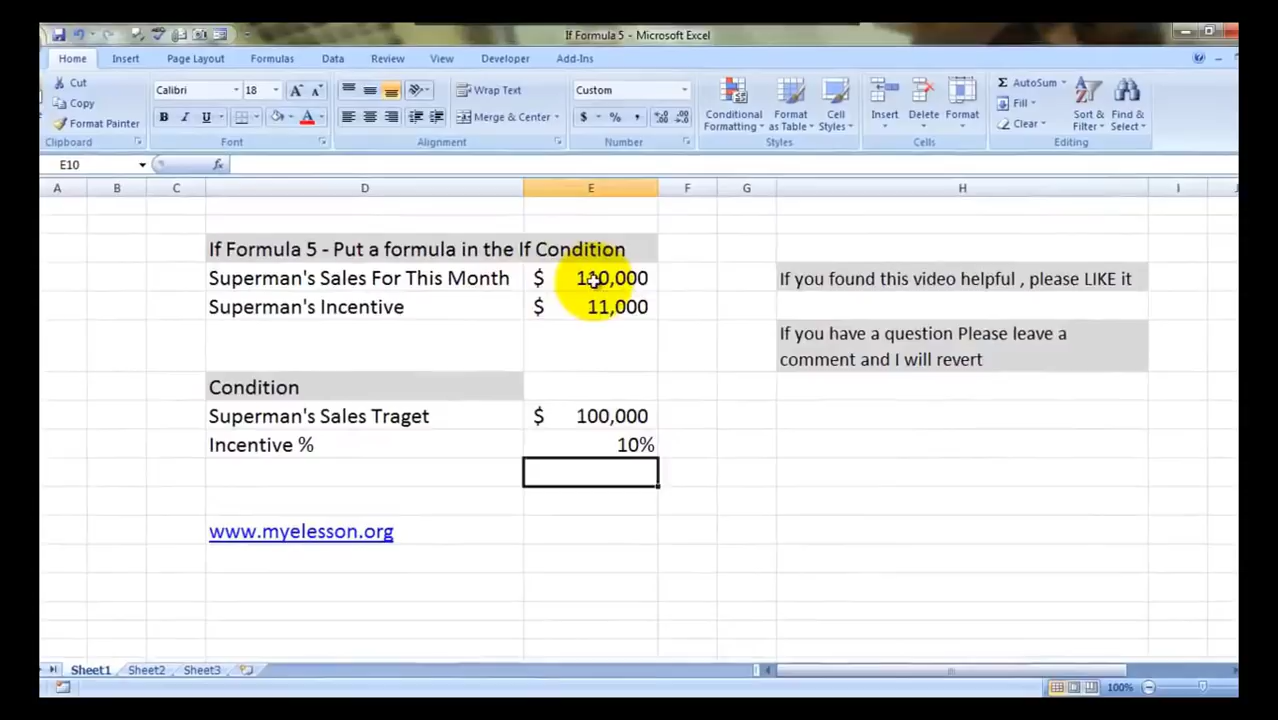 If Formula 5 - Microsoft Excel
Home Insert Page Layout Formulas Data Review View Developer Add-Ins
Cut
Copy
Format Painter
Clipboard
Calibri 18
B I U
Font
Wrap Text
Merge & Center
Alignment
Custom
$ % ,
Number
Conditional Formatting
Format as Table
Cell Styles
Styles
Insert Delete Format
Cells
AutoSum
Fill
Clear
Sort & Filter
Find & Select
Editing
E10 fx
A B C D E F G H I J
If Formula 5 - Put a formula in the If Condition
Superman's Sales For This Month $ 110,000
Superman's Incentive $ 11,000
If you found this video helpful , please LIKE it
If you have a question Please leave a
comment and I will revert
Condition
Superman's Sales Traget $ 100,000
Incentive % 10%
www.myelesson.org
Sheet1 Sheet2 Sheet3
100%